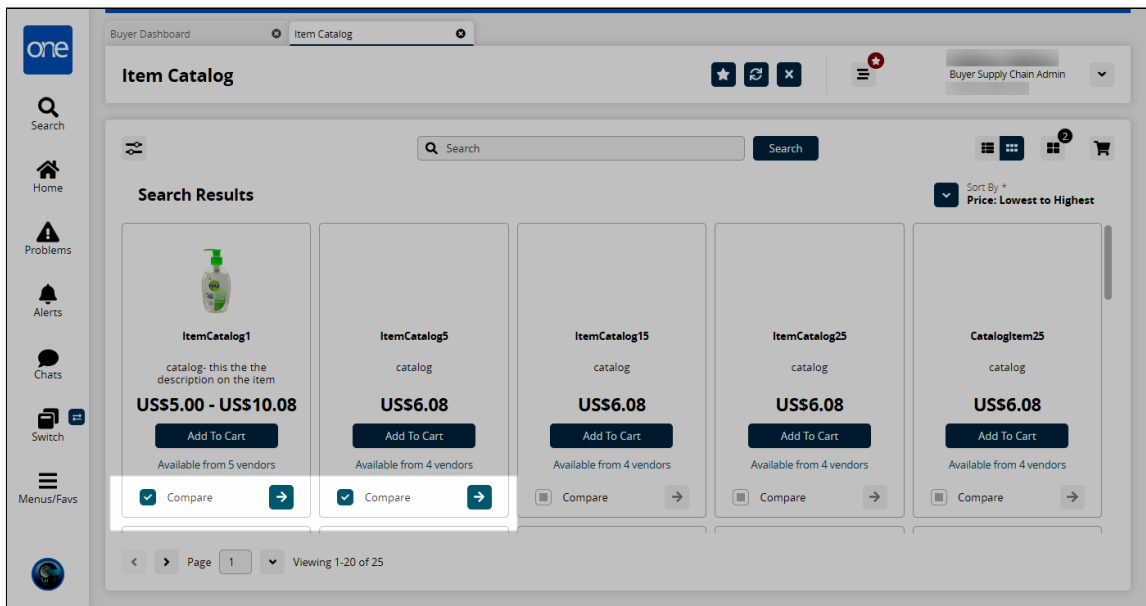 one
Search
Home
Problems
Alerts
Chats
Switch
Menus/Favs
Buyer Dashboard
Item Catalog
Item Catalog
Buyer Supply Chain Admin
Search
Search
2
Search Results
Sort By *
Price: Lowest to Highest
ItemCatalog1
catalog- this the the
description on the item
US$5.00 - US$10.08
Add To Cart
Available from 5 vendors
Compare
ItemCatalog5
catalog
US$6.08
Add To Cart
Available from 4 vendors
Compare
ItemCatalog15
catalog
US$6.08
Add To Cart
Available from 4 vendors
Compare
ItemCatalog25
catalog
US$6.08
Add To Cart
Available from 4 vendors
Compare
CatalogItem25
catalog
US$6.08
Add To Cart
Available from 4 vendors
Compare
Page 1
Viewing 1-20 of 25